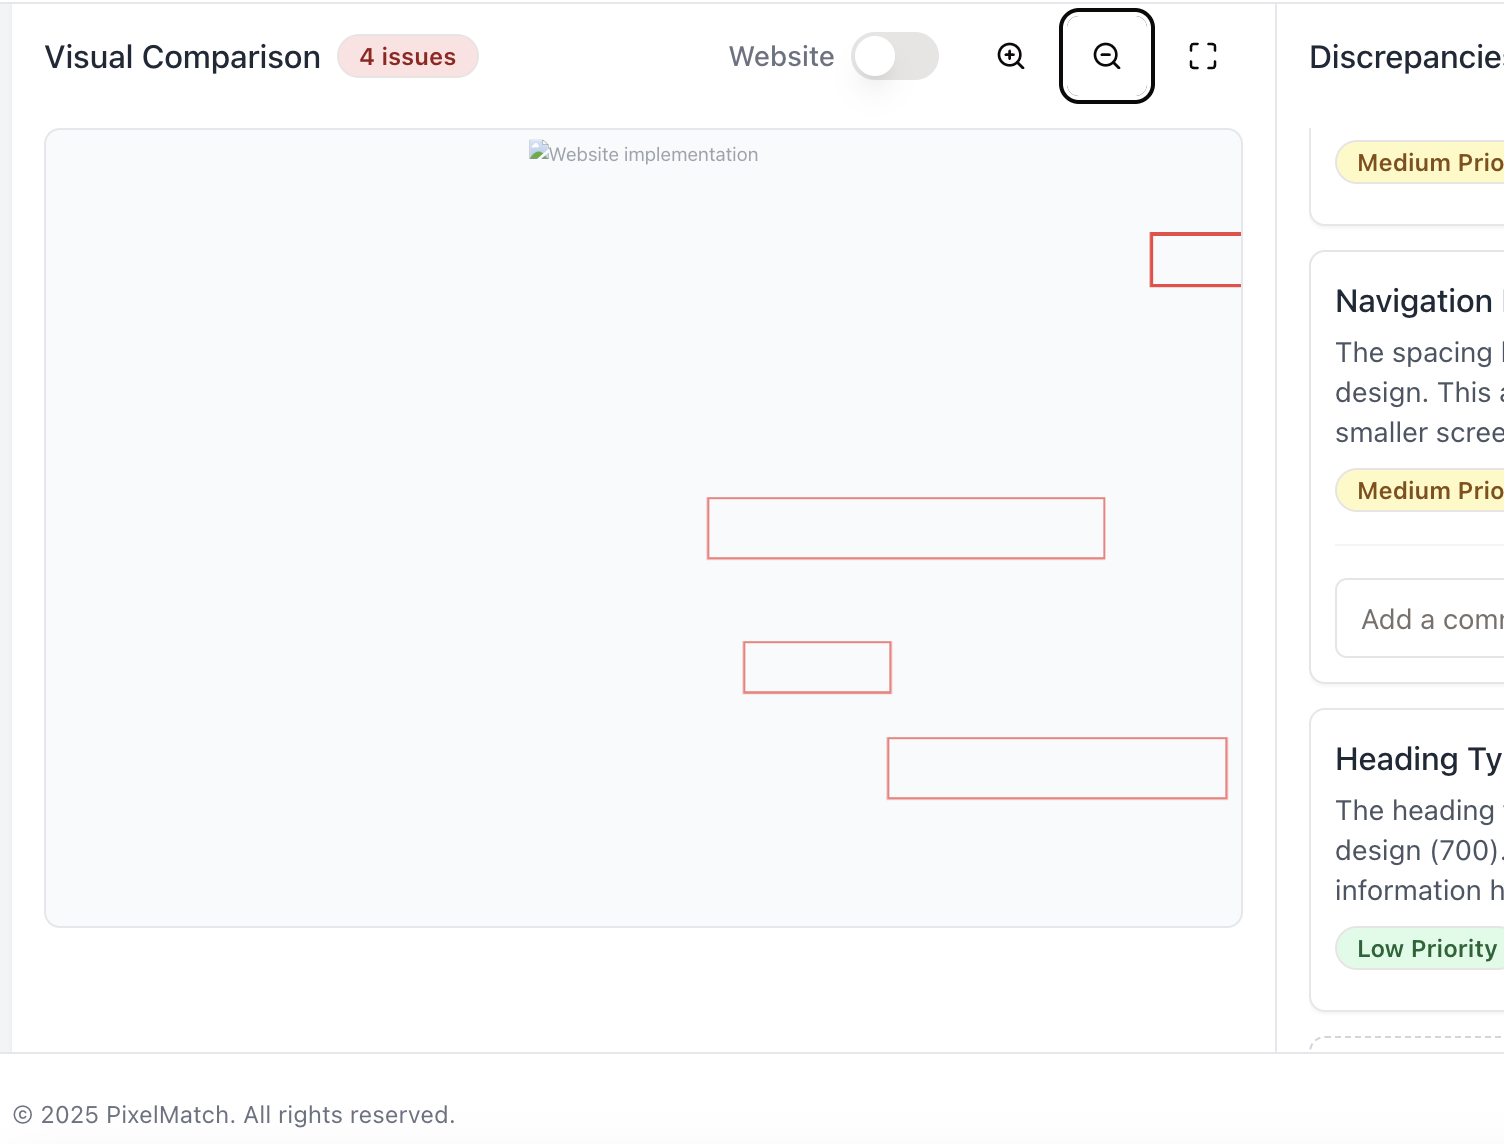 Visual Comparison
4 issues
Website
Website implementation
Discrepancie
Medium Prio
Navigation
The spacing
design. This
smaller scree
Medium Prio
Add a com
Heading Ty
The heading
design (700).
information h
Low Priority
© 2025 PixelMatch. All rights reserved.